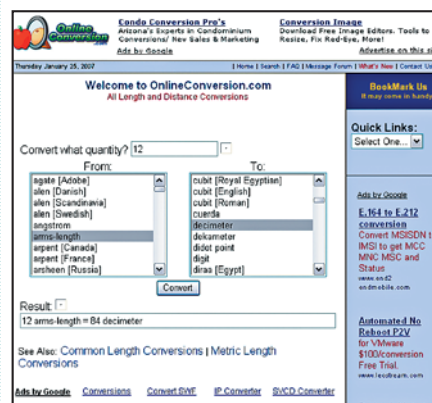 Online
Conversion
.com
Condo Conversion Pro's
Arizona's Experts in Condominium
Conversions/ New Sales & Marketing
Ads by Google
Conversion Image
Download Free Image Editors. Tools to
Resize, Fix Red-Eye, More!
Advertise on this si
Thursday January 25, 2007
| Home | Search | FAQ | Message Forum | What's New | Contact Us
Welcome to OnlineConversion.com
All Length and Distance Conversions
BookMark Us
It may come in handy
Quick Links:
Select One...
Convert what quantity? 12
From:
agate [Adobe]
alen [Danish]
alen [Scandinavia]
alen [Swedish]
angstrom
arms-length
arpent [Canada]
arpent [France]
arsheen [Russia]
To:
cubit [Royal Egyptian]
cubit [English]
cubit [Roman]
cuerda
decimeter
dekameter
didot point
digit
diraa [Egypt]
Convert
Result:
12 arms-length = 84 decimeter
See Also: Common Length Conversions | Metric Length
Conversions
Ads by Google
Conversions
Convert SWF
IP Converter
SVCD Converter
Ads by Google
E.164 to E.212
conversion
Convert MSISDN t
IMSI to get MCC
MNC MSC and
Status
www.end2
endmobile.com
Automated No
Reboot P2V
for VMware
$100/conversion
Free Trial.